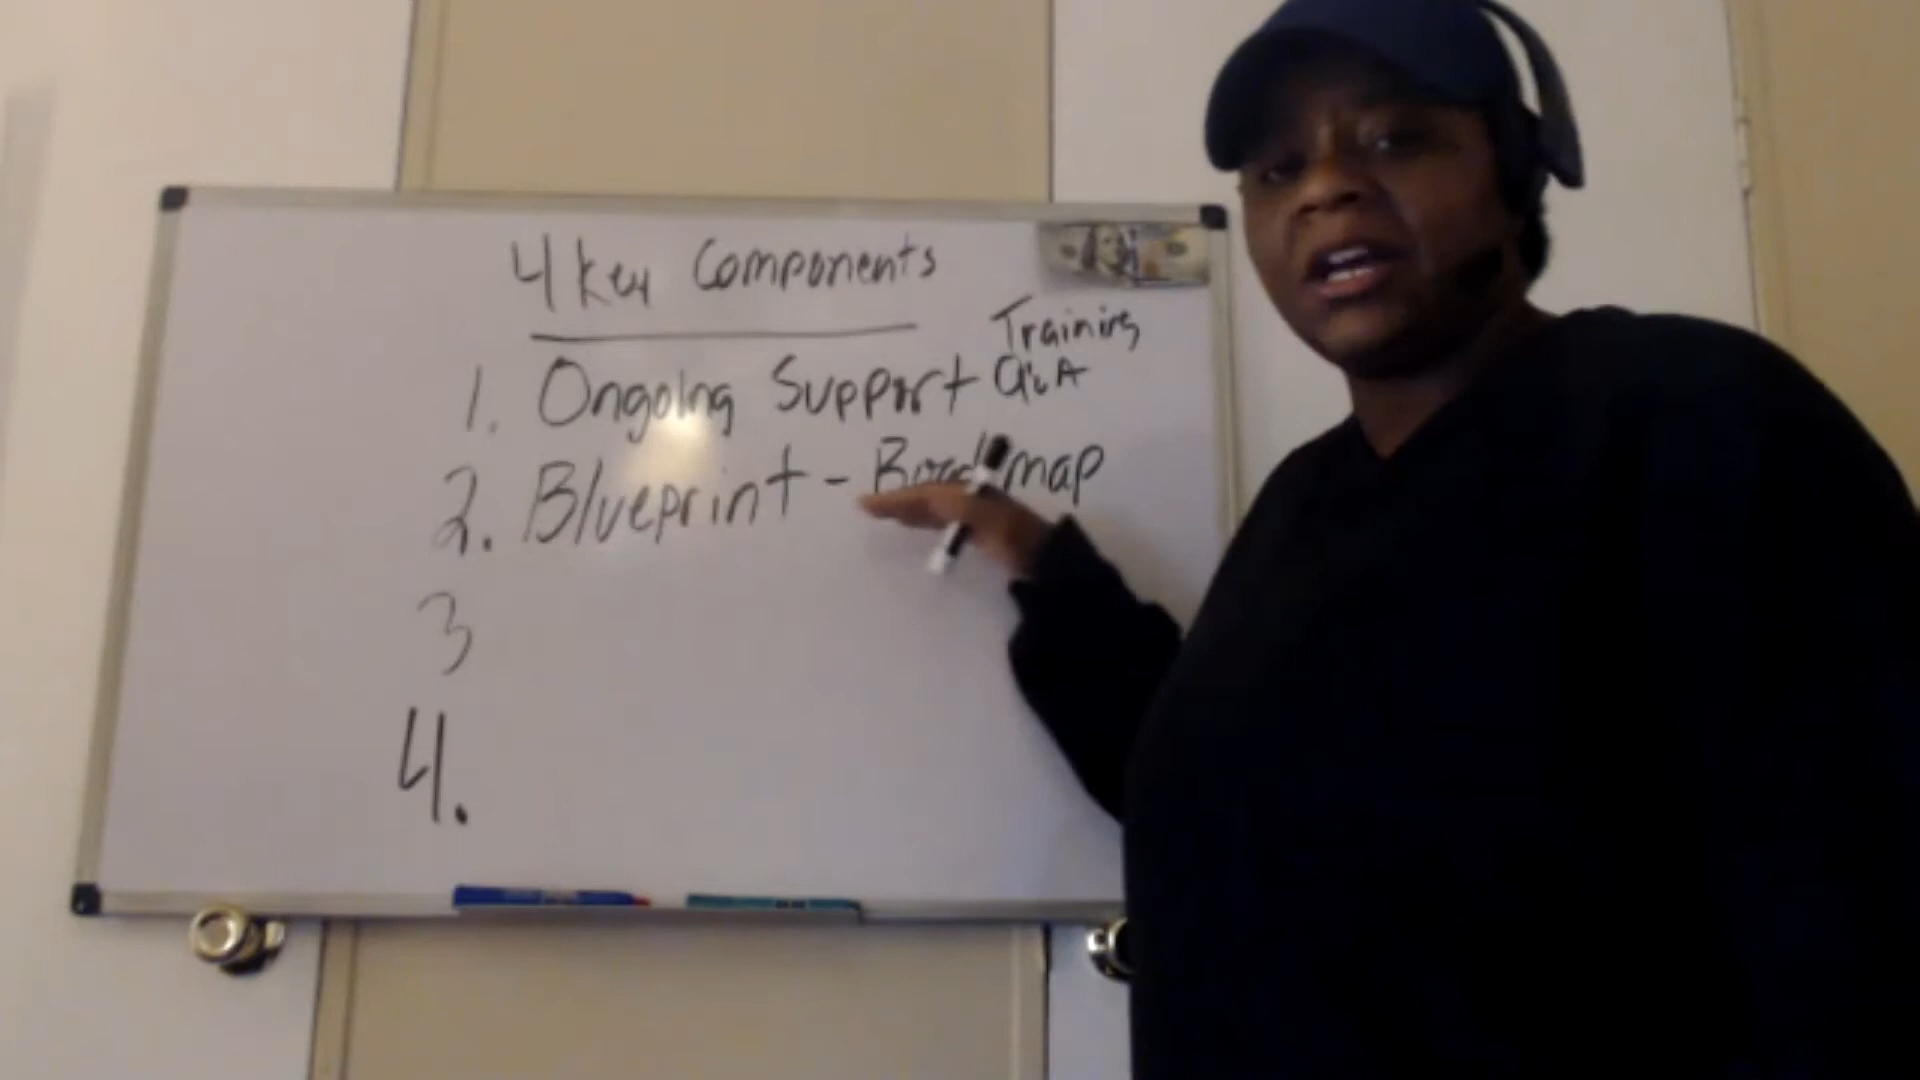 4 Key Components
Training
1. Ongoing Support Q&A
2. Blueprint - Roadmap
3
4.